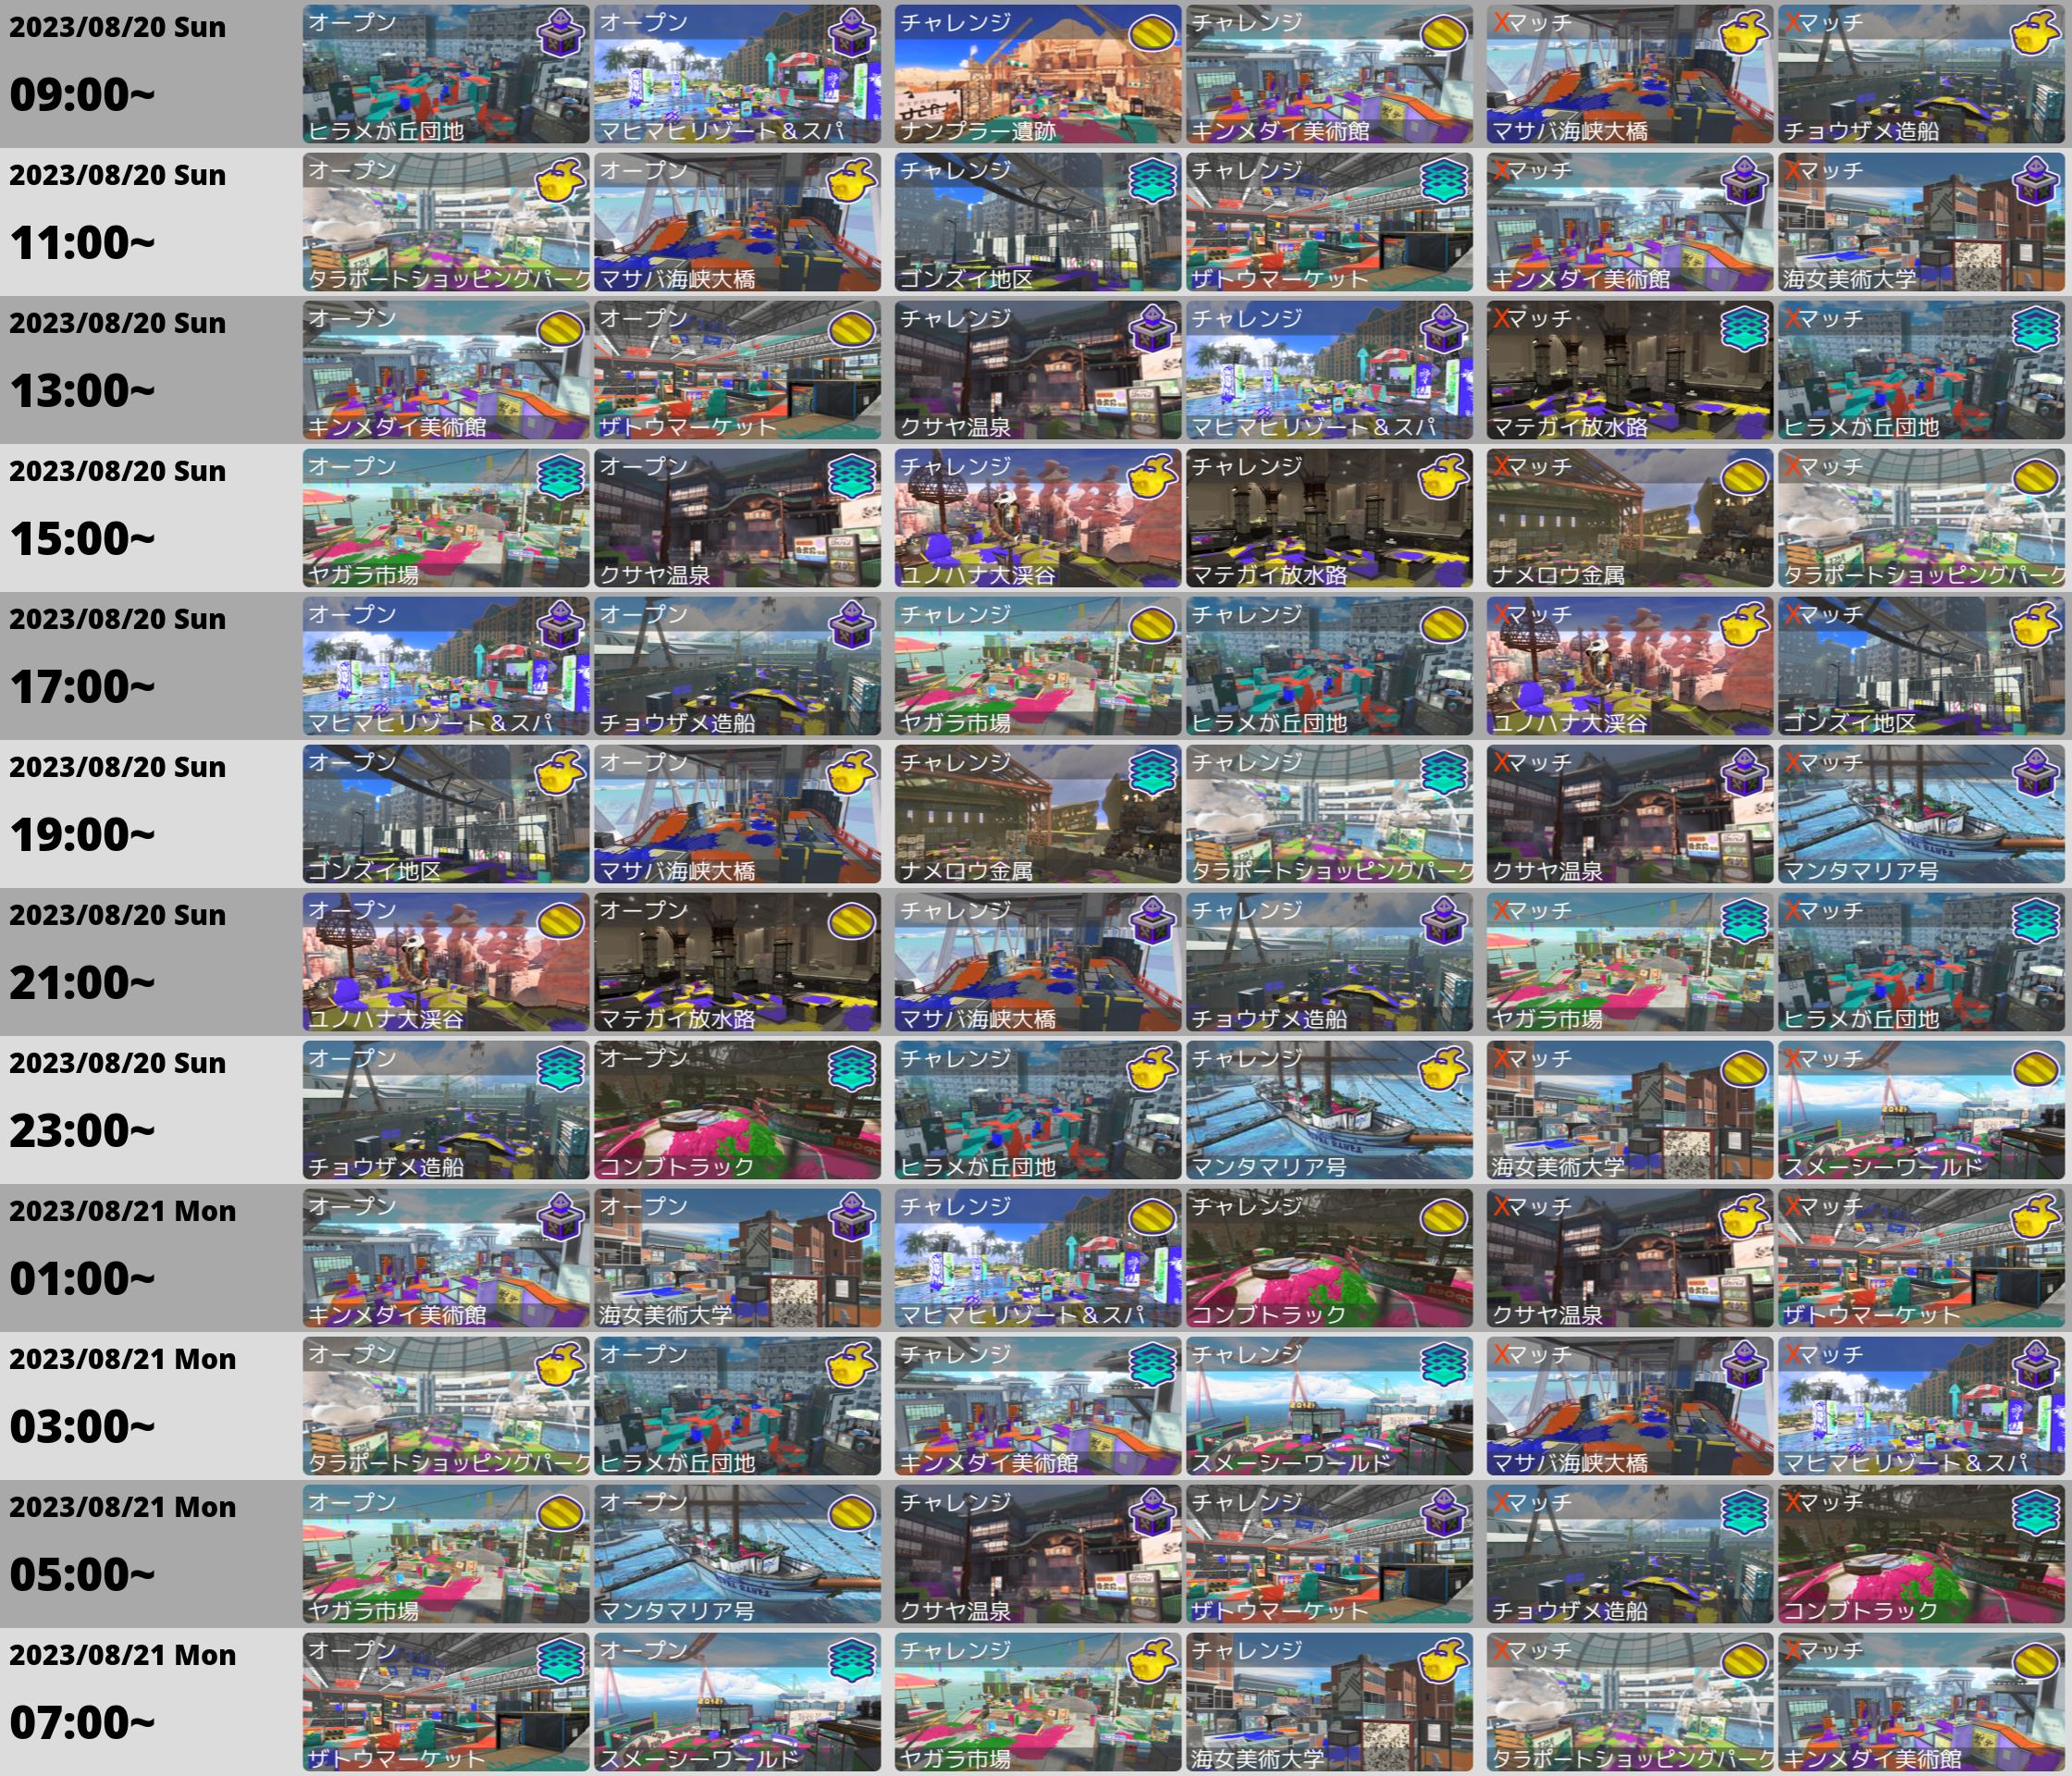 2023/08/20 Sun
09:00~
オープン オープン チャレンジ チャレンジ Xマッチ Xマッチ
ヒラメが丘団地 マヒマヒリゾート＆スパ ナンプラー遺跡 キンメダイ美術館 マサバ海峡大橋 チョウザメ造船
2023/08/20 Sun
11:00~
オープン オープン チャレンジ チャレンジ Xマッチ Xマッチ
タラポートショッピングパーク マサバ海峡大橋 ゴンズイ地区 ザトウマーケット キンメダイ美術館 海女美術大学
2023/08/20 Sun
13:00~
オープン オープン チャレンジ チャレンジ Xマッチ Xマッチ
キンメダイ美術館 ザトウマーケット クサヤ温泉 マヒマヒリゾート＆スパ マテガイ放水路 ヒラメが丘団地
2023/08/20 Sun
15:00~
オープン オープン チャレンジ チャレンジ Xマッチ Xマッチ
ヤガラ市場 クサヤ温泉 ユノハナ大渓谷 マテガイ放水路 ナメロウ金属 タラポートショッピングパーク
2023/08/20 Sun
17:00~
オープン オープン チャレンジ チャレンジ Xマッチ Xマッチ
マヒマヒリゾート＆スパ チョウザメ造船 ヤガラ市場 ヒラメが丘団地 ユノハナ大渓谷 ゴンズイ地区
2023/08/20 Sun
19:00~
オープン オープン チャレンジ チャレンジ Xマッチ Xマッチ
ゴンズイ地区 マサバ海峡大橋 ナメロウ金属 タラポートショッピングパーク クサヤ温泉 マンタマリア号
2023/08/20 Sun
21:00~
オープン オープン チャレンジ チャレンジ Xマッチ Xマッチ
ユノハナ大渓谷 マテガイ放水路 マサバ海峡大橋 チョウザメ造船 ヤガラ市場 ヒラメが丘団地
2023/08/20 Sun
23:00~
オープン オープン チャレンジ チャレンジ Xマッチ Xマッチ
チョウザメ造船 コンブトラック ヒラメが丘団地 マンタマリア号 海女美術大学 スメーシーワールド
2023/08/21 Mon
01:00~
オープン オープン チャレンジ チャレンジ Xマッチ Xマッチ
キンメダイ美術館 海女美術大学 マヒマヒリゾート＆スパ コンブトラック クサヤ温泉 ザトウマーケット
2023/08/21 Mon
03:00~
オープン オープン チャレンジ チャレンジ Xマッチ Xマッチ
タラポートショッピングパーク ヒラメが丘団地 キンメダイ美術館 スメーシーワールド マサバ海峡大橋 マヒマヒリゾート＆スパ
2023/08/21 Mon
05:00~
オープン オープン チャレンジ チャレンジ Xマッチ Xマッチ
ヤガラ市場 マンタマリア号 クサヤ温泉 ザトウマーケット チョウザメ造船 コンブトラック
2023/08/21 Mon
07:00~
オープン オープン チャレンジ チャレンジ Xマッチ Xマッチ
ザトウマーケット スメーシーワールド ヤガラ市場 海女美術大学 タラポートショッピングパーク キンメダイ美術館